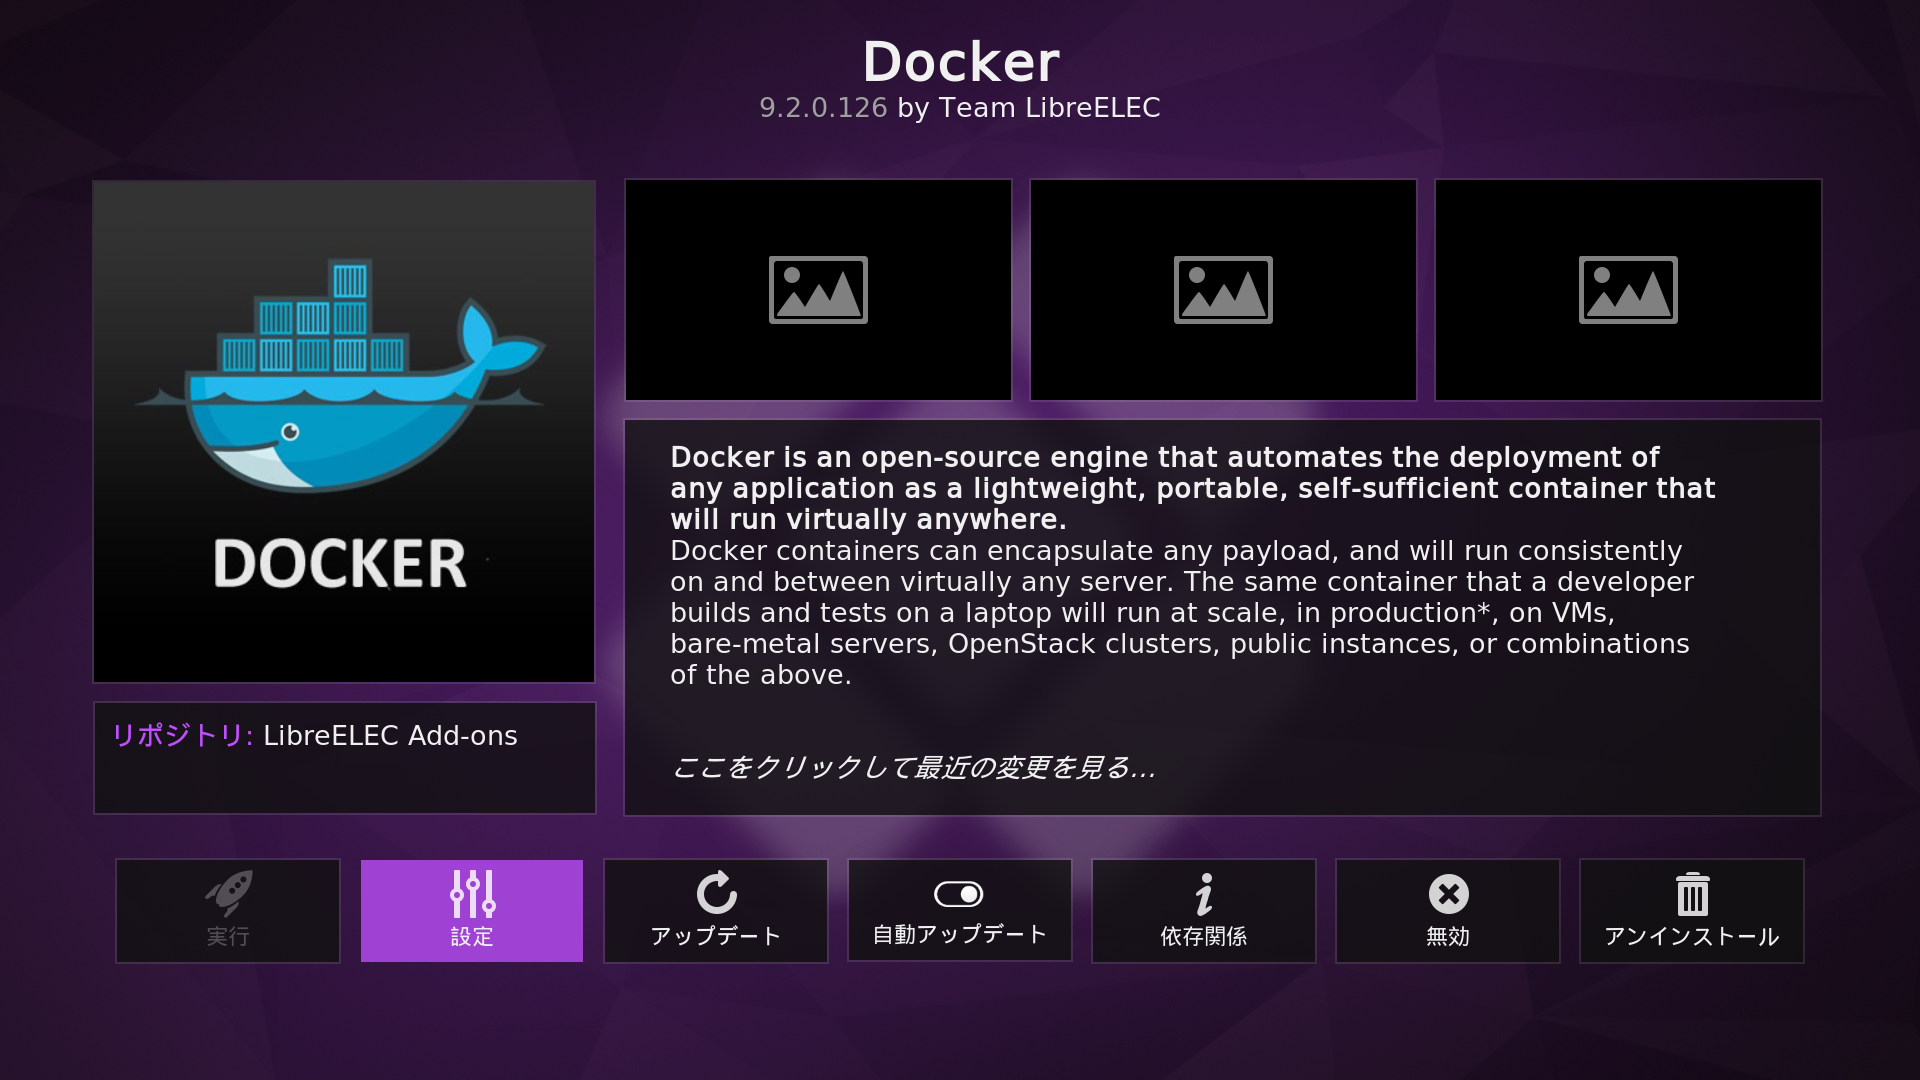 Docker
9.2.0.126 by Team LibreELEC
DOCKER
リポジトリ: LibreELEC Add-ons
Docker is an open-source engine that automates the deployment of
any application as a lightweight, portable, self-sufficient container that
will run virtually anywhere.
Docker containers can encapsulate any payload, and will run consistently
on and between virtually any server. The same container that a developer
builds and tests on a laptop will run at scale, in production*, on VMs,
bare-metal servers, OpenStack clusters, public instances, or combinations
of the above.
ここをクリックして最近の変更を見る...
実行
設定
アップデート
自動アップデート
依存関係
無効
アンインストール